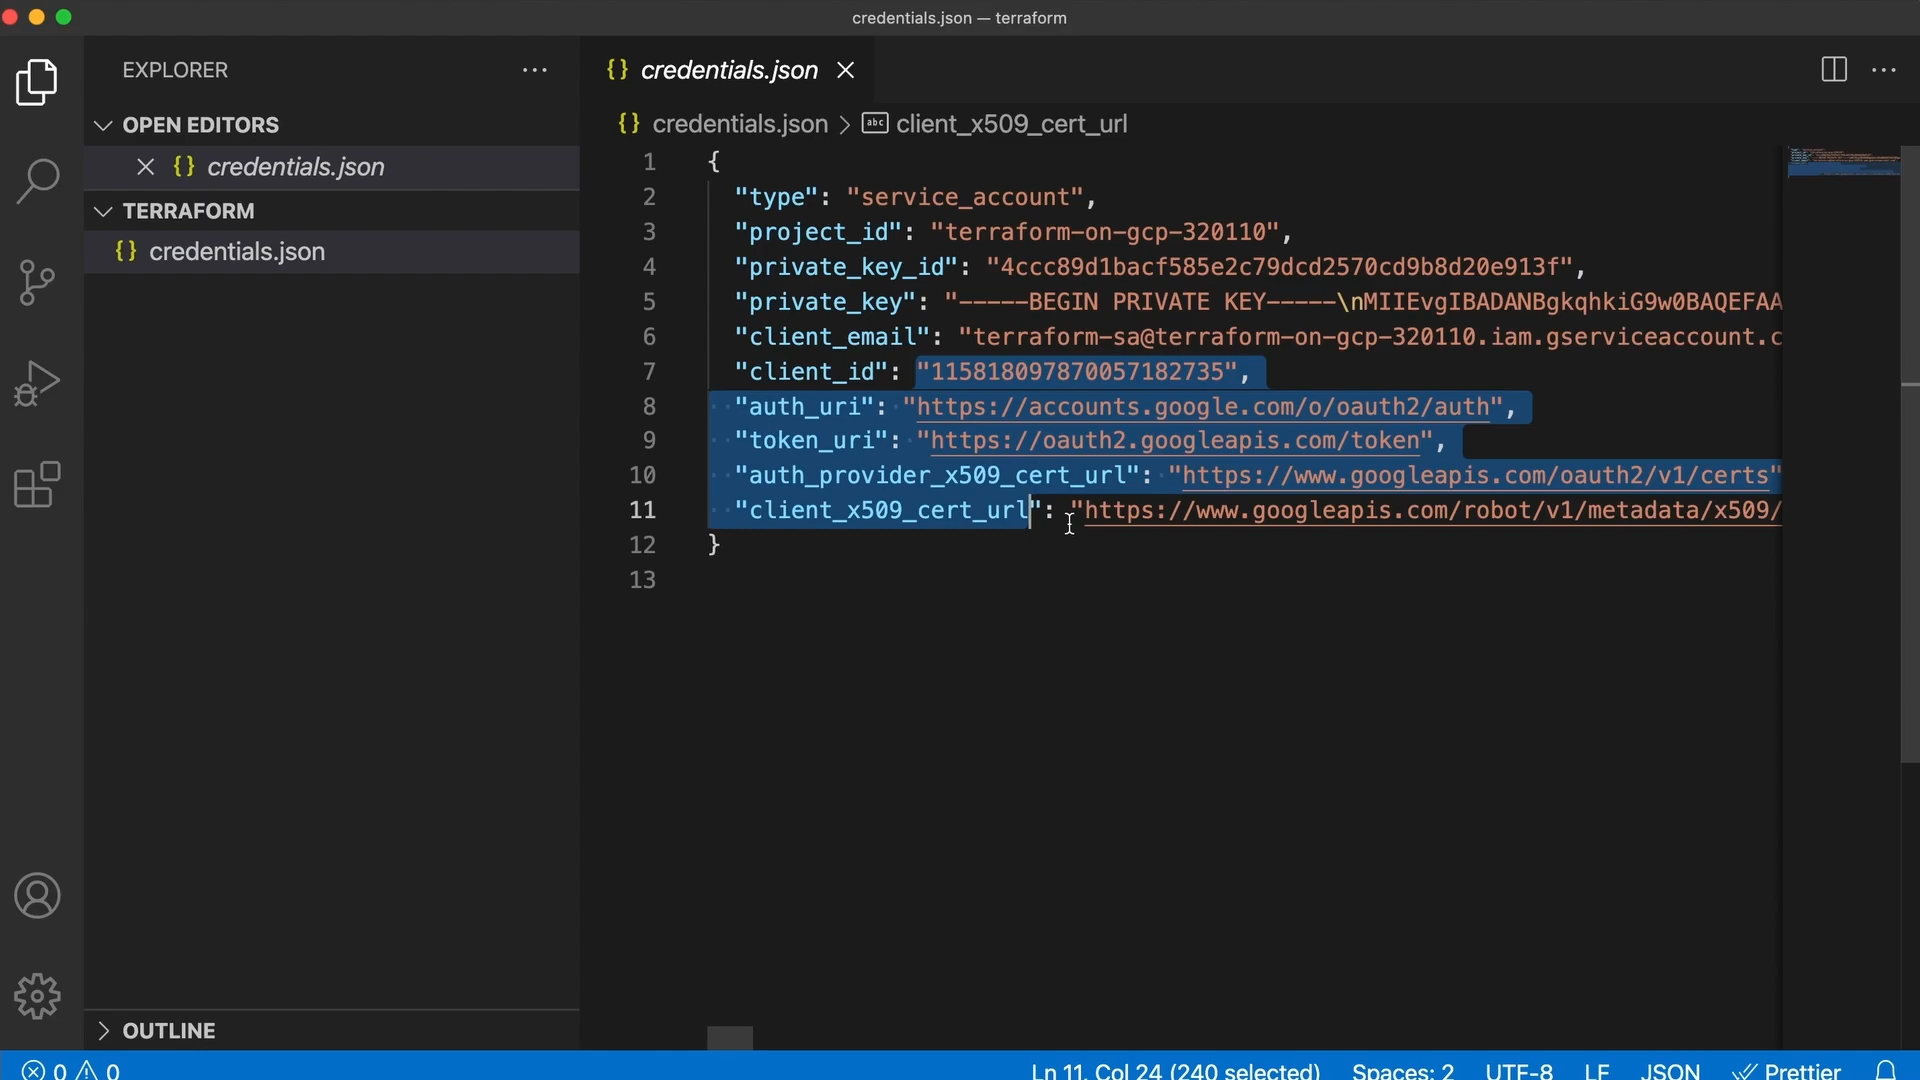 credentials.json — terraform
EXPLORER
OPEN EDITORS
{} credentials.json
TERRAFORM
{} credentials.json
OUTLINE
{} credentials.json
{} credentials.json > abc client_x509_cert_url
1 {
2 "type": "service_account",
3 "project_id": "terraform-on-gcp-320110",
4 "private_key_id": "4ccc89d1bacf585e2c79dcd2570cd9b8d20e913f",
5 "private_key": "-----BEGIN PRIVATE KEY-----\nMIIEvgIBADANBgkqhkiG9w0BAQEFAA
6 "client_email": "terraform-sa@terraform-on-gcp-320110.iam.gserviceaccount.c
7 "client_id": "115818097870057182735",
8 "auth_uri": "https://accounts.google.com/o/oauth2/auth",
9 "token_uri": "https://oauth2.googleapis.com/token",
10 "auth_provider_x509_cert_url": "https://www.googleapis.com/oauth2/v1/certs"
11 "client_x509_cert_url": "https://www.googleapis.com/robot/v1/metadata/x509/
12 }
13
0 0 Ln 11, Col 24 (240 selected) Spaces: 2 UTF-8 LF JSON Prettier